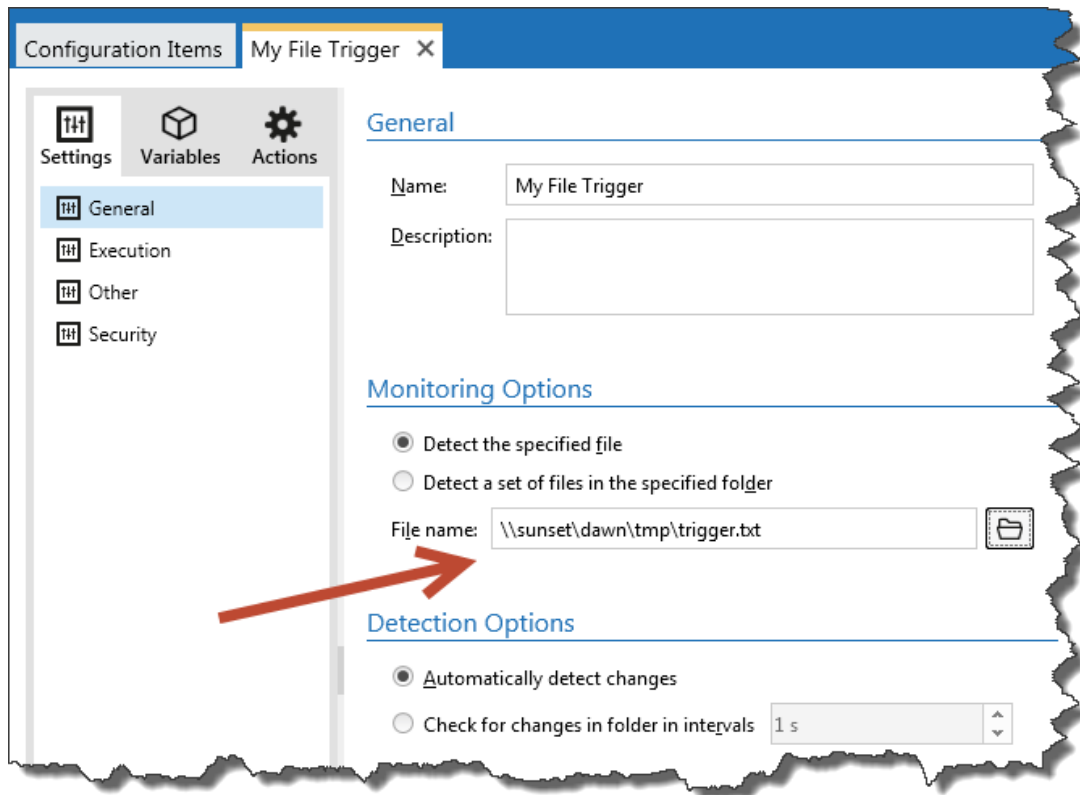 Configuration Items
My File Trigger
Settings
Variables
Actions
General
Execution
Other
Security
General
Name:
My File Trigger
Description:
Monitoring Options
Detect the specified file
Detect a set of files in the specified folder
File name:
\\sunset\dawn\tmp\trigger.txt
Detection Options
Automatically detect changes
Check for changes in folder in intervals
1 s